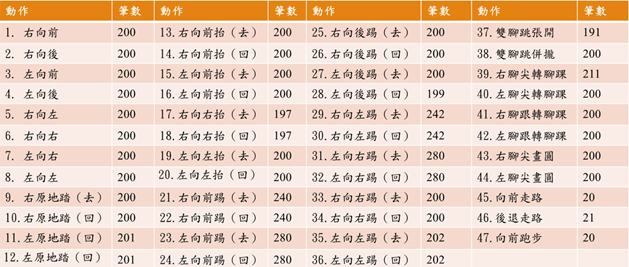 動作 筆數 動作 筆數 動作 筆數 動作 筆數
1. 右向前 200 13.右向前抬（去） 200 25.右向後踢（去） 200 37.雙腳跳張開 191
2. 右向後 200 14.右向前抬（回） 200 26.右向後踢（回） 200 38.雙腳跳併攏 200
3. 左向前 200 15.左向前抬（去） 200 27.左向後踢（去） 200 39.右腳尖轉腳踝 211
4. 左向後 200 16.左向前抬（回） 200 28.左向後踢（回） 199 40.左腳尖轉腳踝 200
5. 右向左 200 17.右向右抬（去） 197 29.右向左踢（去） 242 41.右腳跟轉腳踝 200
6. 右向右 200 18.右向右抬（回） 197 30.右向左踢（回） 242 42.左腳跟轉腳踝 200
7. 左向右 200 19.左向左抬（去） 200 31.左向右踢（去） 280 43.右腳尖畫圓 200
8. 左向左 200 20.左向左抬（回） 200 32.左向右踢（回） 280 44.左腳尖畫圓 200
9. 右原地踏（去） 200 21.右向前踢（去） 240 33.右向右踢（去） 200 45.向前走路 20
10.右原地踏（回） 200 22.右向前踢（回） 240 34.右向右踢（回） 200 46.後退走路 21
11.左原地踏（去） 201 23.左向前踢（去） 280 35.左向左踢（去） 202 47.向前跑步 20
12.左原地踏（回） 201 24.左向前踢（回） 280 36.左向左踢（回） 202